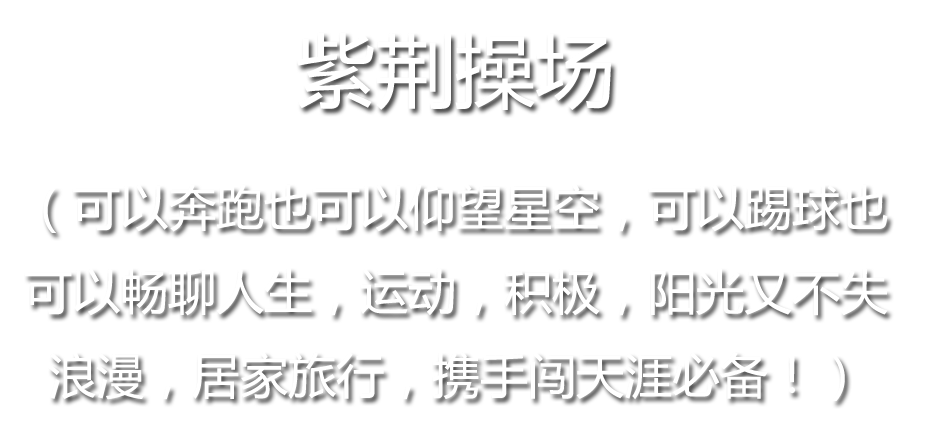 紫荆操场
（可以奔跑也可以仰望星空，可以踢球也
可以畅聊人生，运动，积极，阳光又不失
浪漫，居家旅行，携手闯天涯必备！）